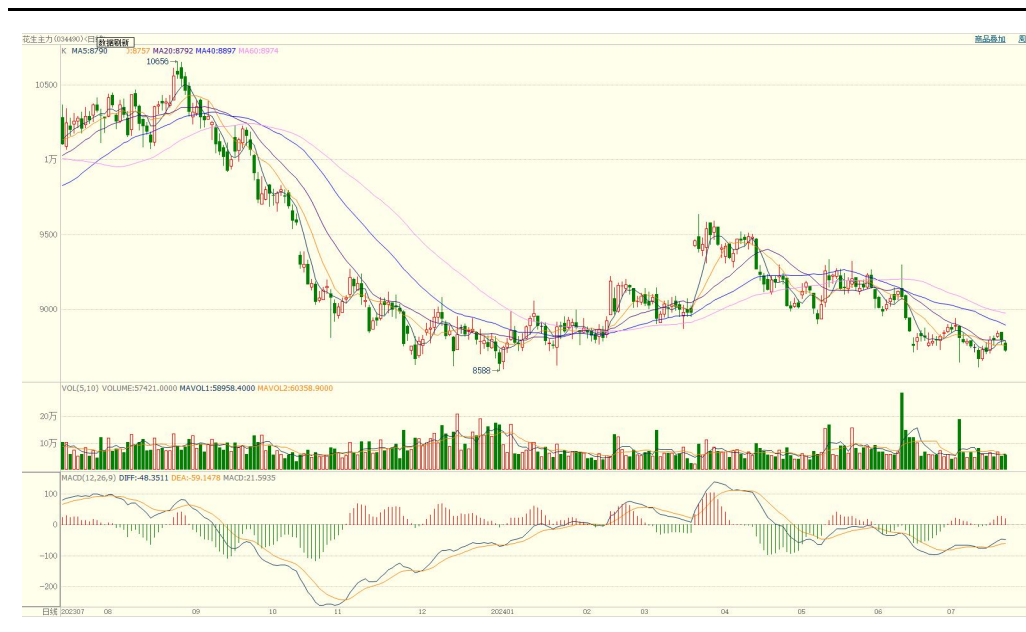 花生主力(034490)<日线 数据刷新 商品叠加 周
K MA5:8790 J:8757 MA20:8792 MA40:8897 MA60:8974
10656→
10500
1万
9500
9000
8588→
VOL(5,10) VOLUME:57421.0000 MAVOL1:58958.4000 MAVOL2:60358.9000
20万
10万
MACD(12,26,9) DIFF:-48.3511 DEA:-59.1478 MACD:21.5935
100
0
-100
-200
日线 202307 08 09 10 11 12 202401 02 03 04 05 06 07